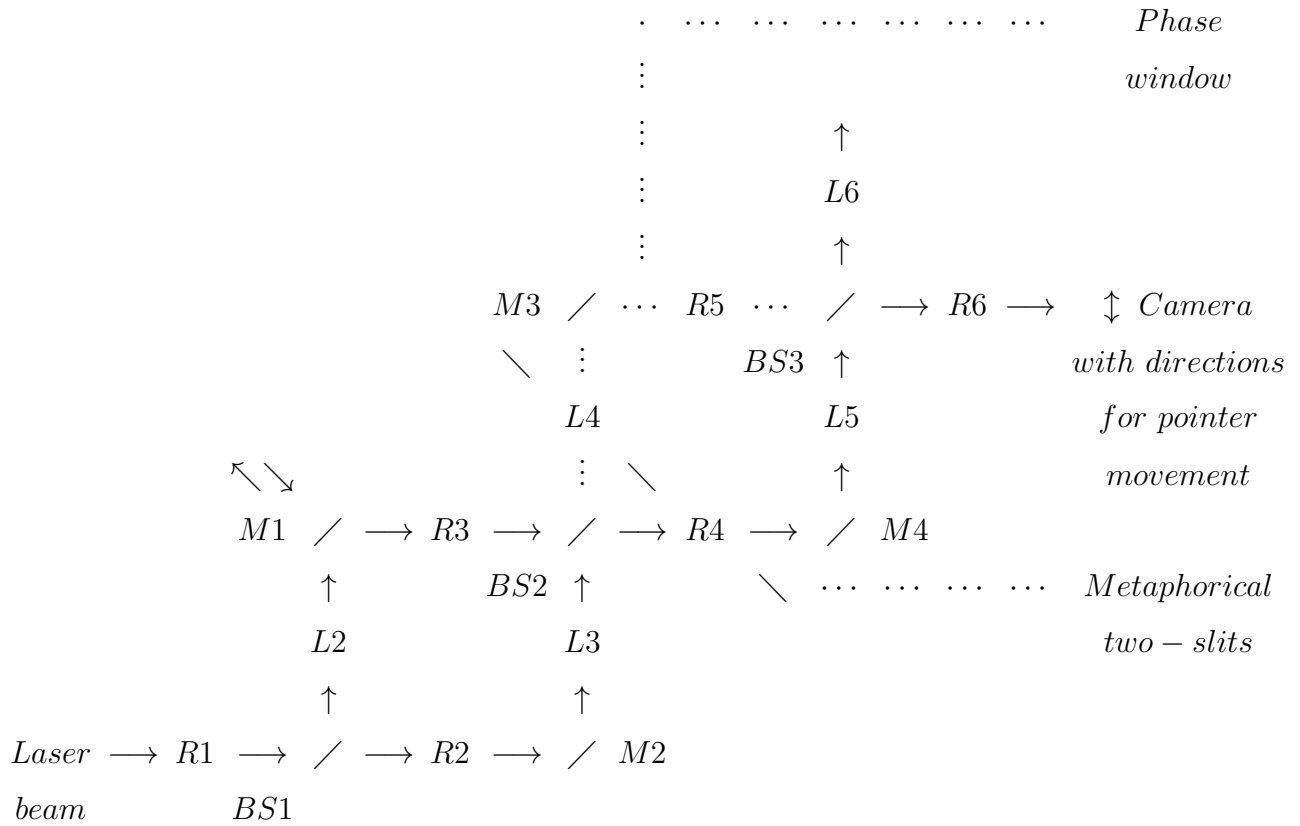 · ··· ··· ··· ··· ··· ··· Phase
⋮ window
⋮ ↑
⋮ L6
⋮ ↑
M3 ∕ ··· R5 ··· ∕ ⟶ R6 ⟶ ↕ Camera
∖ ⋮ BS3 ↑ with directions
L4 L5 for pointer
↖↘ ⋮ ∖ ↑ movement
M1 ∕ ⟶ R3 ⟶ ∕ ⟶ R4 ⟶ ∕ M4
↑ BS2 ↑ ∖ ··· ··· ··· ··· Metaphorical
L2 L3 two − slits
↑ ↑
Laser ⟶ R1 ⟶ ∕ ⟶ R2 ⟶ ∕ M2
beam BS1